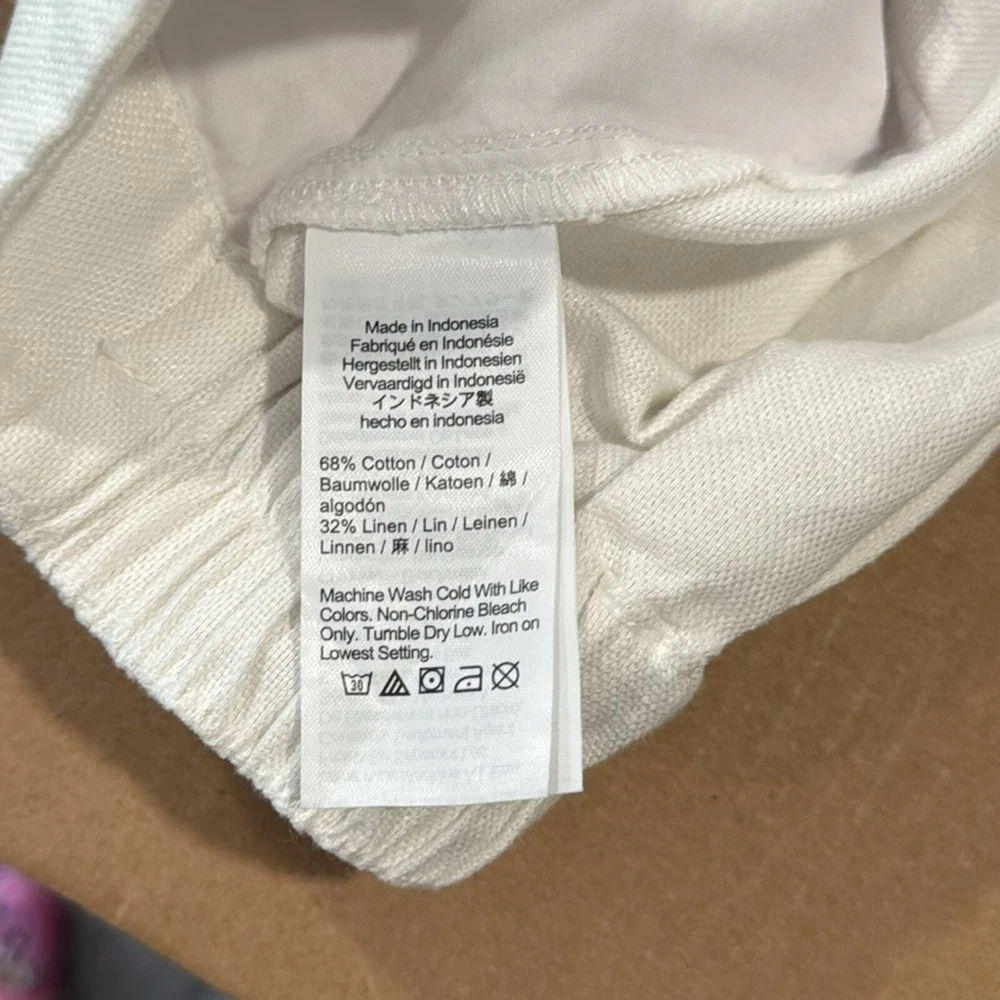 Made in Indonesia
Fabriqué en Indonésie
Hergestellt in Indonesien
Vervaardigd in Indonesië
インドネシア製
hecho en indonesia
68% Cotton / Coton /
Baumwolle / Katoen / 綿 /
algodón
32% Linen / Lin / Leinen /
Linnen / 麻 / lino
Machine Wash Cold With Like
Colors. Non-Chlorine Bleach
Only. Tumble Dry Low. Iron on
Lowest Setting.
30